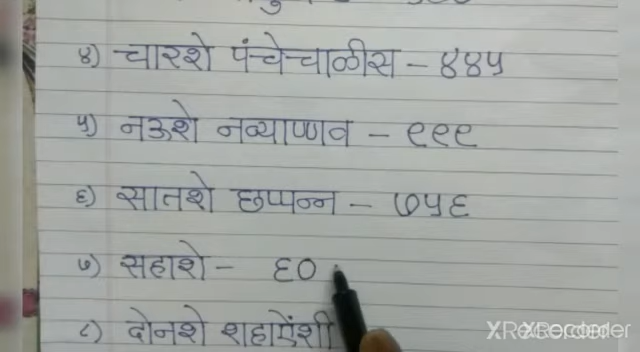 ४) चारशे पंचेचाळीस – ४४५
५) नऊशे नव्याण्णव – ९९९
६) सातशे छप्पन्न – ७५६
७) सहाशे – ६०
८) दोनशे शहाऐंशी
XRecorder